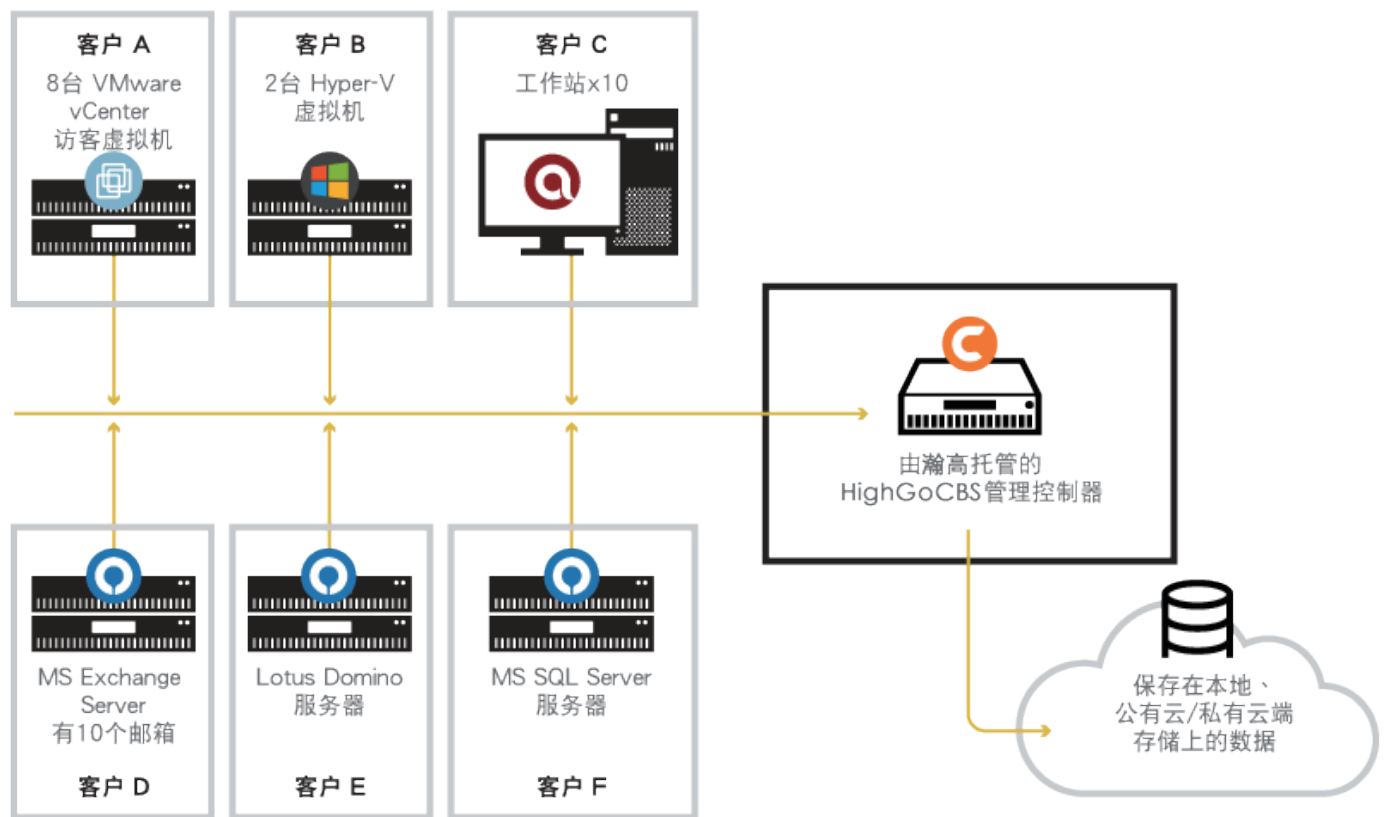 客户 A
8台 VMware
vCenter
访客虚拟机
客户 B
2台 Hyper-V
虚拟机
客户 C
工作站x10
由瀚高托管的
HighGoCBS管理控制器
MS Exchange
Server
有10个邮箱
客户 D
Lotus Domino
服务器
客户 E
MS SQL Server
服务器
客户 F
保存在本地、
公有云/私有云端
存储上的数据